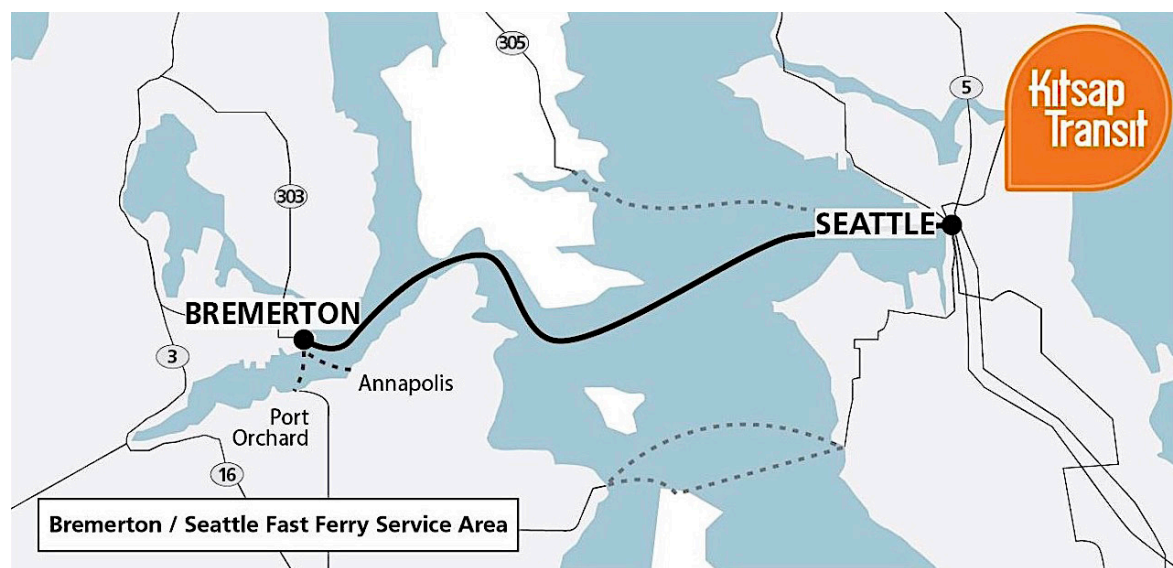 305
5
Kitsap
Transit
303
SEATTLE
BREMERTON
3
Annapolis
Port
Orchard
16
Bremerton / Seattle Fast Ferry Service Area